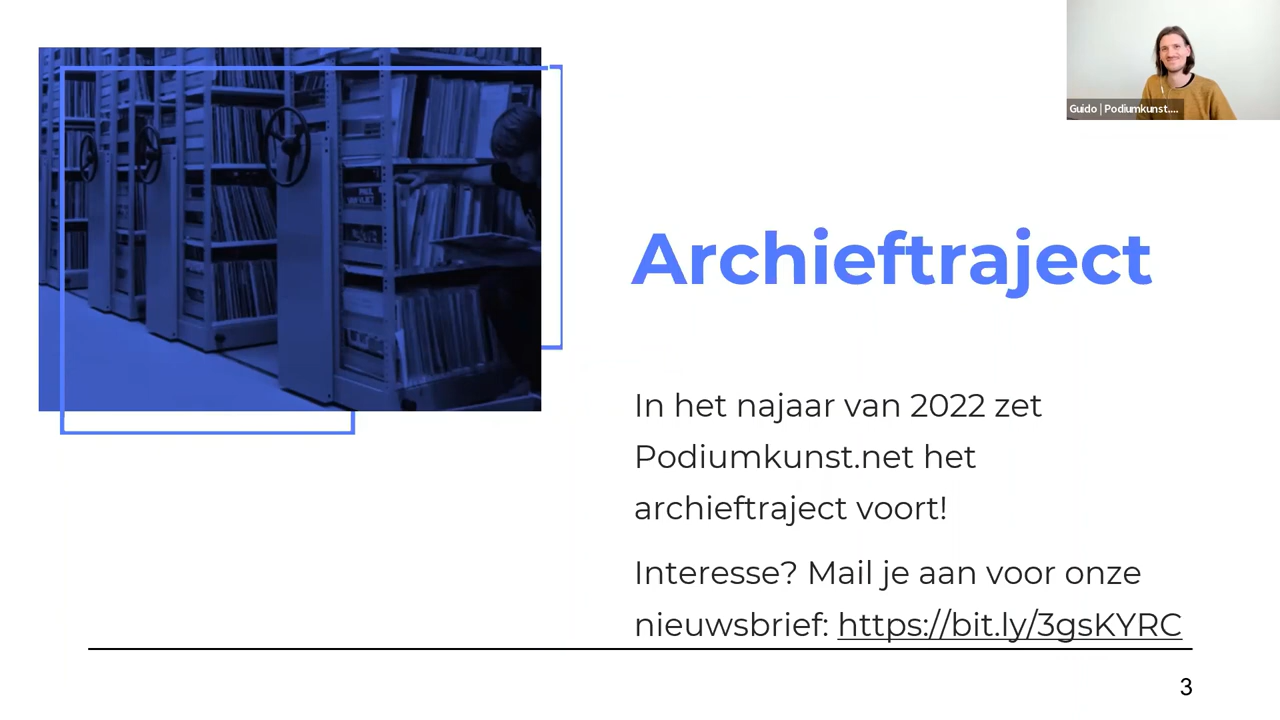 Guido | Podiumkunst....
Archieftraject
In het najaar van 2022 zet
Podiumkunst.net het
archieftraject voort!
Interesse? Mail je aan voor onze
nieuwsbrief: https://bit.ly/3gsKYRC
3